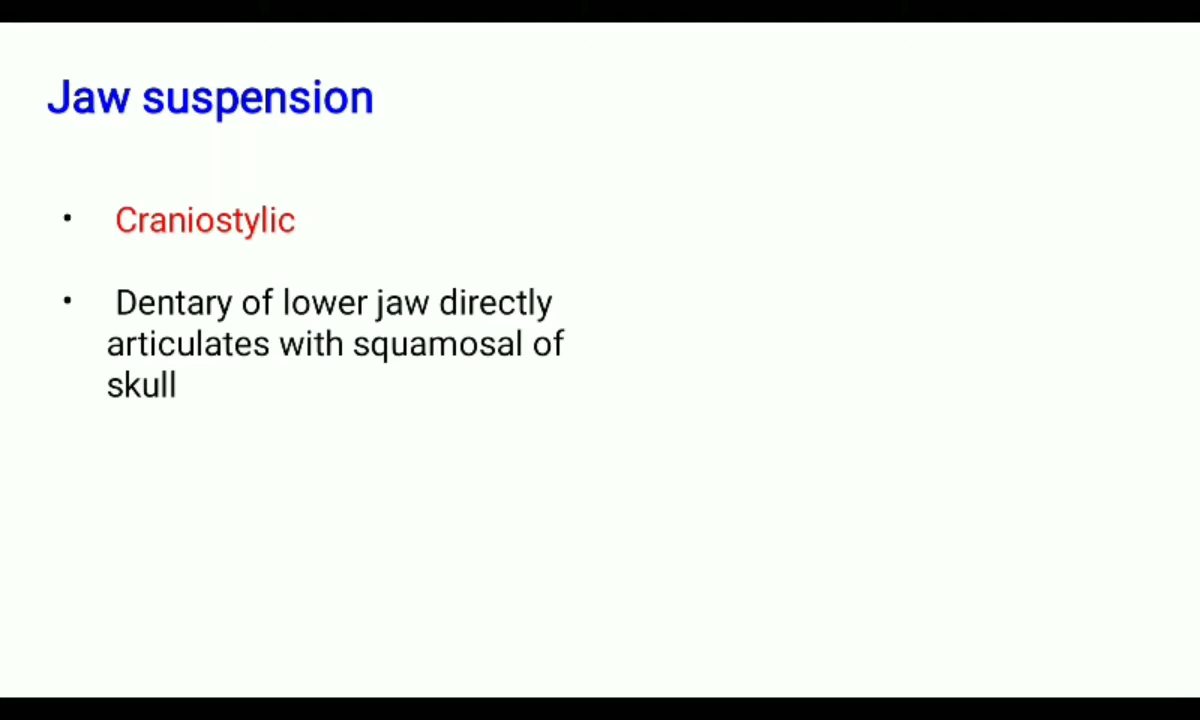 Jaw suspension
• Craniostylic
• Dentary of lower jaw directly
articulates with squamosal of
skull